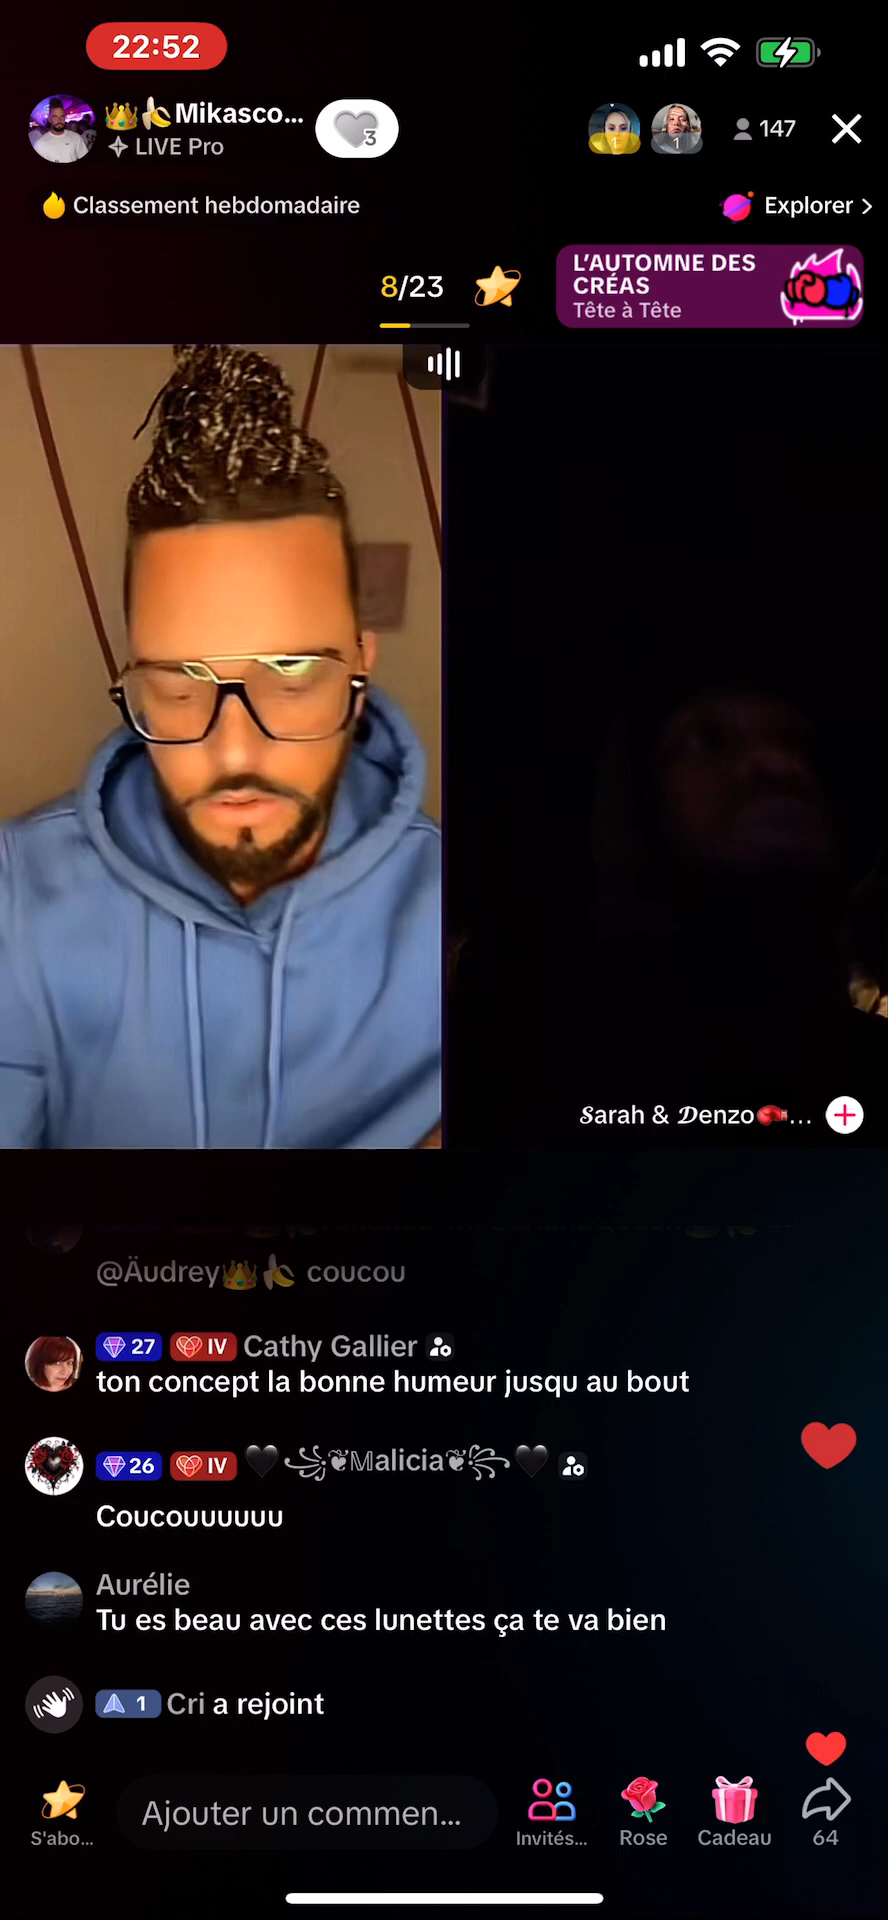 22:52
👑🍌Mikasco...
LIVE Pro
3
1
1
147
Classement hebdomadaire
Explorer >
8/23
L'AUTOMNE DES
CRÉAS
Tête à Tête
𝓢arah & 𝓓enzo🥊...
@Äudrey👑🍌 coucou
27 IV Cathy Gallier
ton concept la bonne humeur jusqu au bout
26 IV 🖤꧁❦𝕄alicia❦꧂🖤
Coucouuuuuu
Aurélie
Tu es beau avec ces lunettes ça te va bien
1 Cri a rejoint
Ajouter un commen...
S'abo...
Invités...
Rose
Cadeau
64